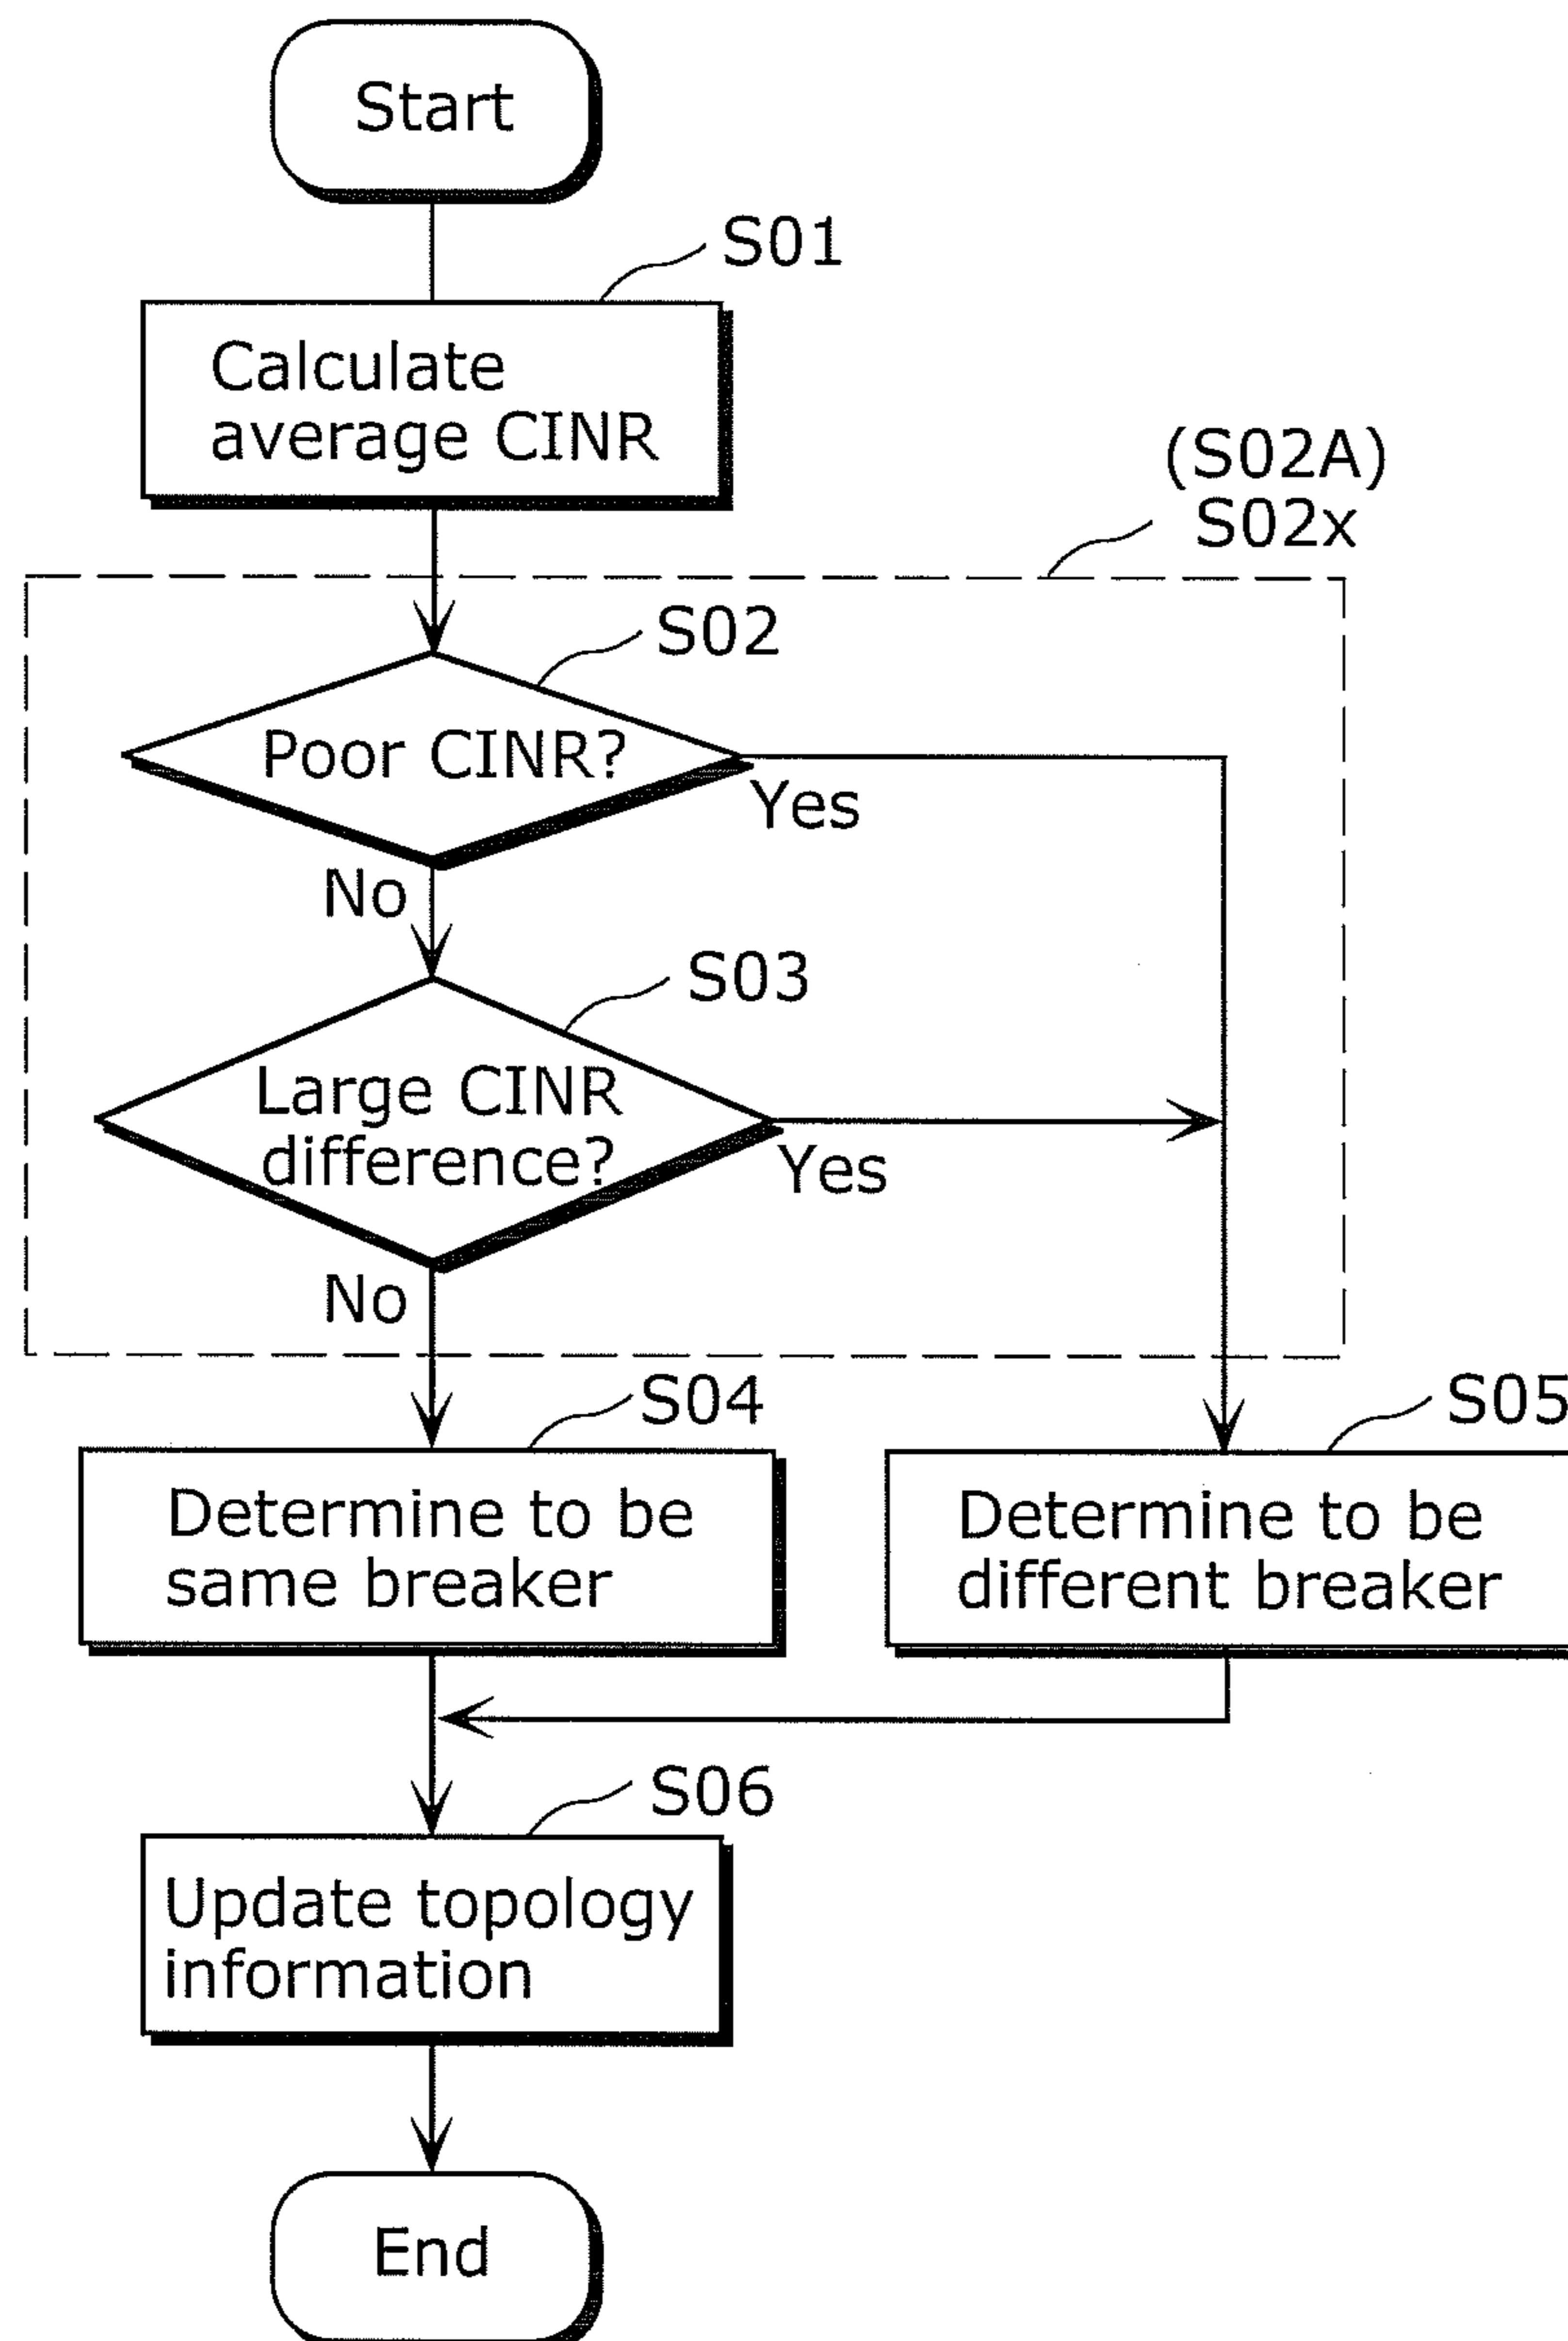 Start
S01
Calculate
average CINR
(S02A)
S02x
S02
Poor CINR?
Yes
No
S03
Large CINR
difference?
Yes
No
S04
Determine to be
same breaker
S05
Determine to be
different breaker
S06
Update topology
information
End